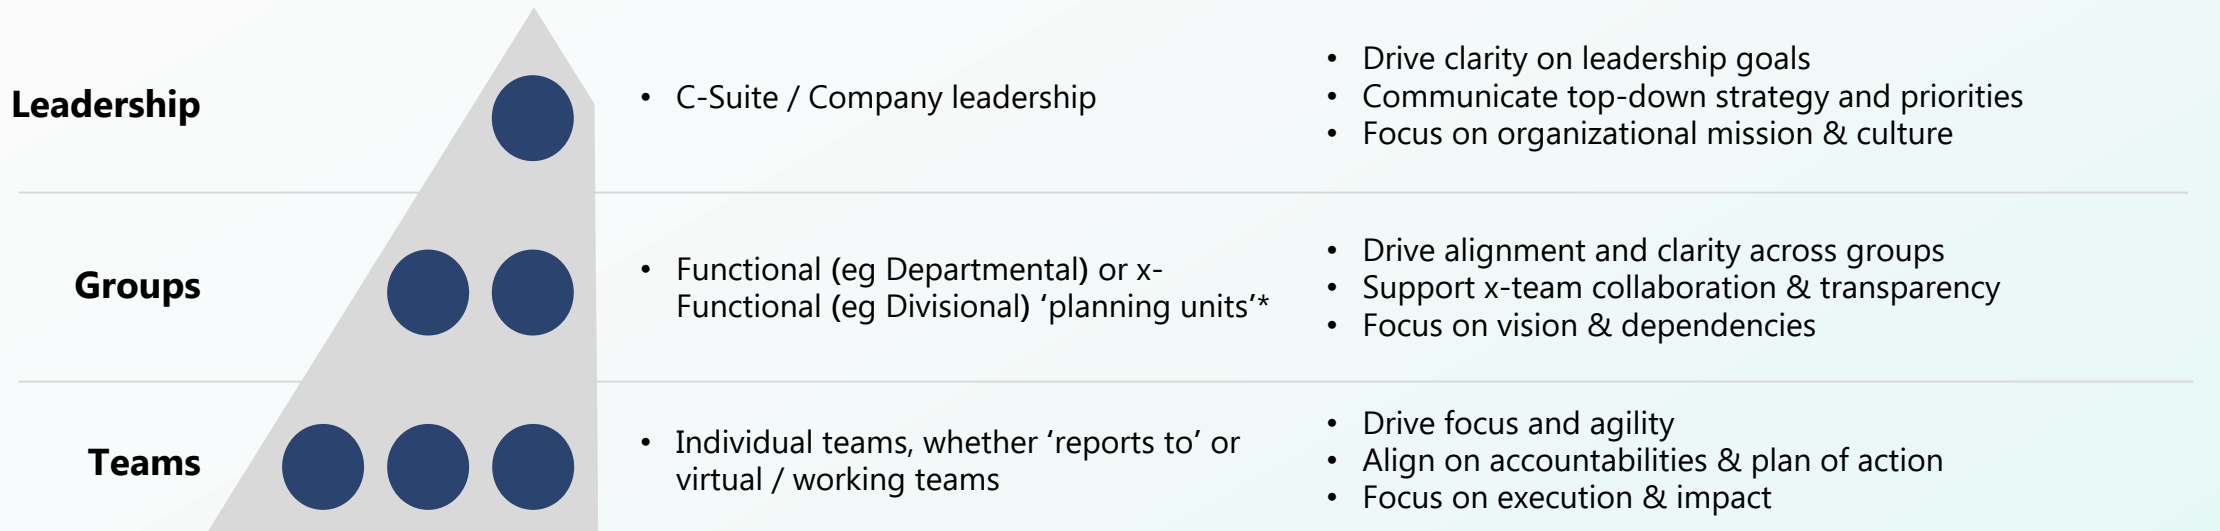 Leadership
• C-Suite / Company leadership
• Drive clarity on leadership goals
• Communicate top-down strategy and priorities
• Focus on organizational mission & culture
Groups
• Functional (eg Departmental) or x-
Functional (eg Divisional) ‘planning units’*
• Drive alignment and clarity across groups
• Support x-team collaboration & transparency
• Focus on vision & dependencies
Teams
• Individual teams, whether ‘reports to’ or
virtual / working teams
• Drive focus and agility
• Align on accountabilities & plan of action
• Focus on execution & impact